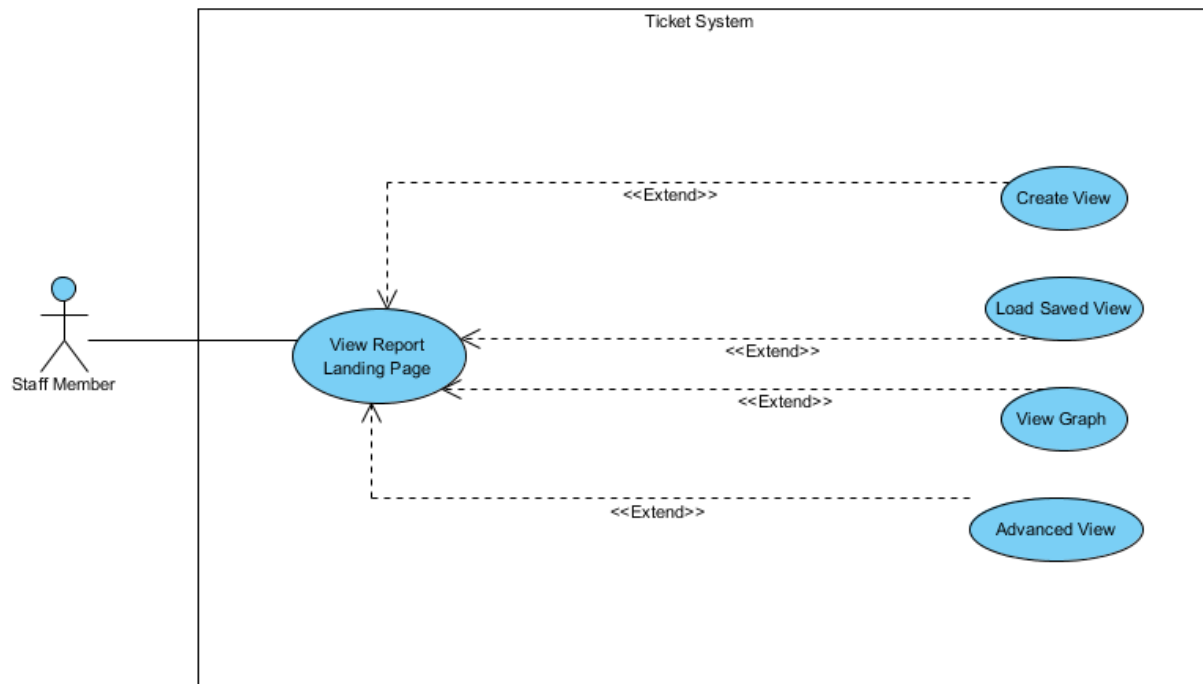 Ticket System
<<Extend>>
Create View
Load Saved View
View Report
Landing Page
<<Extend>>
Staff Member
<<Extend>>
View Graph
<<Extend>>
Advanced View